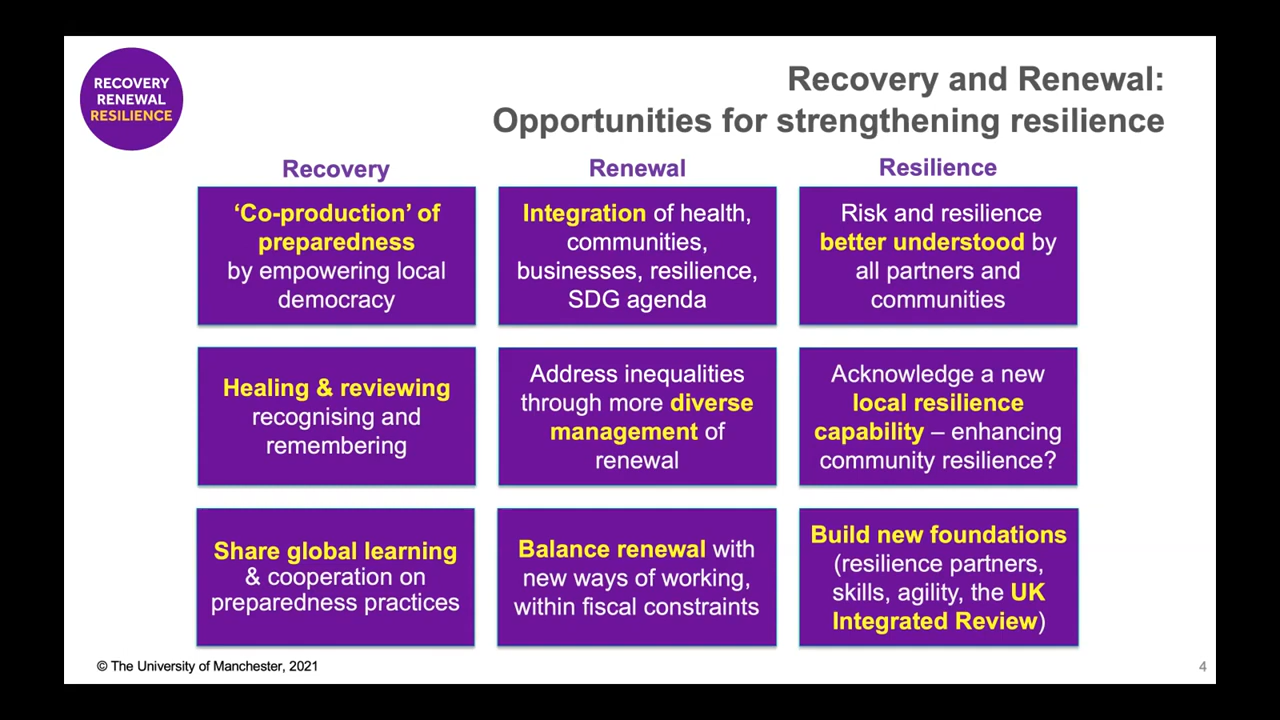 RECOVERY
RENEWAL
RESILIENCE
Recovery and Renewal:
Opportunities for strengthening resilience
Recovery
‘Co-production’ of
preparedness
by empowering local
democracy
Healing & reviewing
recognising and
remembering
Share global learning
& cooperation on
preparedness practices
Renewal
Integration of health,
communities,
businesses, resilience,
SDG agenda
Address inequalities
through more diverse
management of
renewal
Balance renewal with
new ways of working,
within fiscal constraints
Resilience
Risk and resilience
better understood by
all partners and
communities
Acknowledge a new
local resilience
capability – enhancing
community resilience?
Build new foundations
(resilience partners,
skills, agility, the UK
Integrated Review)
© The University of Manchester, 2021
4